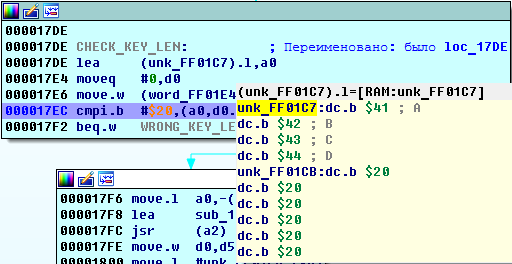 000017DE
000017DE CHECK_KEY_LEN: ; Переименовано: было loc_17DE
000017DE lea (unk_FF01C7).l,a0
000017E4 moveq #0,d0
000017E6 move.w (word_FF01E4
000017EC cmpi.b #$20,(a0,d0.
000017F2 beq.w WRONG_KEY_LE
(unk_FF01C7).l=[RAM:unk_FF01C7]
unk_FF01C7:dc.b $41 ; A
dc.b $42 ; B
dc.b $43 ; C
dc.b $44 ; D
unk_FF01CB:dc.b $20
dc.b $20
dc.b $20
dc.b $20
dc.b $20
dc.b $20
000017F6 move.l a0,-(
000017F8 lea sub_1
000017FC jsr (a2)
000017FE move.w d0,d5
00001800 move.l